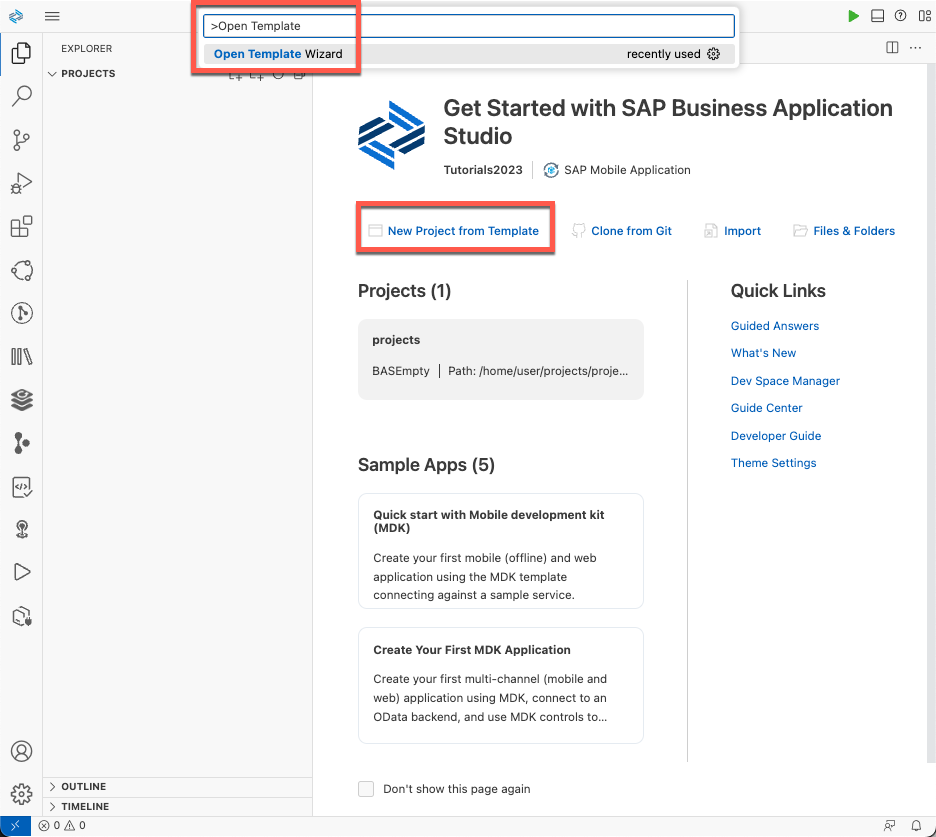 >Open Template
Open Template Wizard
recently used
EXPLORER
PROJECTS
Get Started with SAP Business Application
Studio
Tutorials2023
SAP Mobile Application
New Project from Template
Clone from Git
Import
Files & Folders
Projects (1)
projects
BASEmpty
Path: /home/user/projects/proje...
Sample Apps (5)
Quick start with Mobile development kit
(MDK)
Create your first mobile (offline) and web
application using the MDK template
connecting against a sample service.
Create Your First MDK Application
Create your first multi-channel (mobile and
web) application using MDK, connect to an
OData backend, and use MDK controls to...
Quick Links
Guided Answers
What's New
Dev Space Manager
Guide Center
Developer Guide
Theme Settings
Don't show this page again
OUTLINE
TIMELINE
0 0